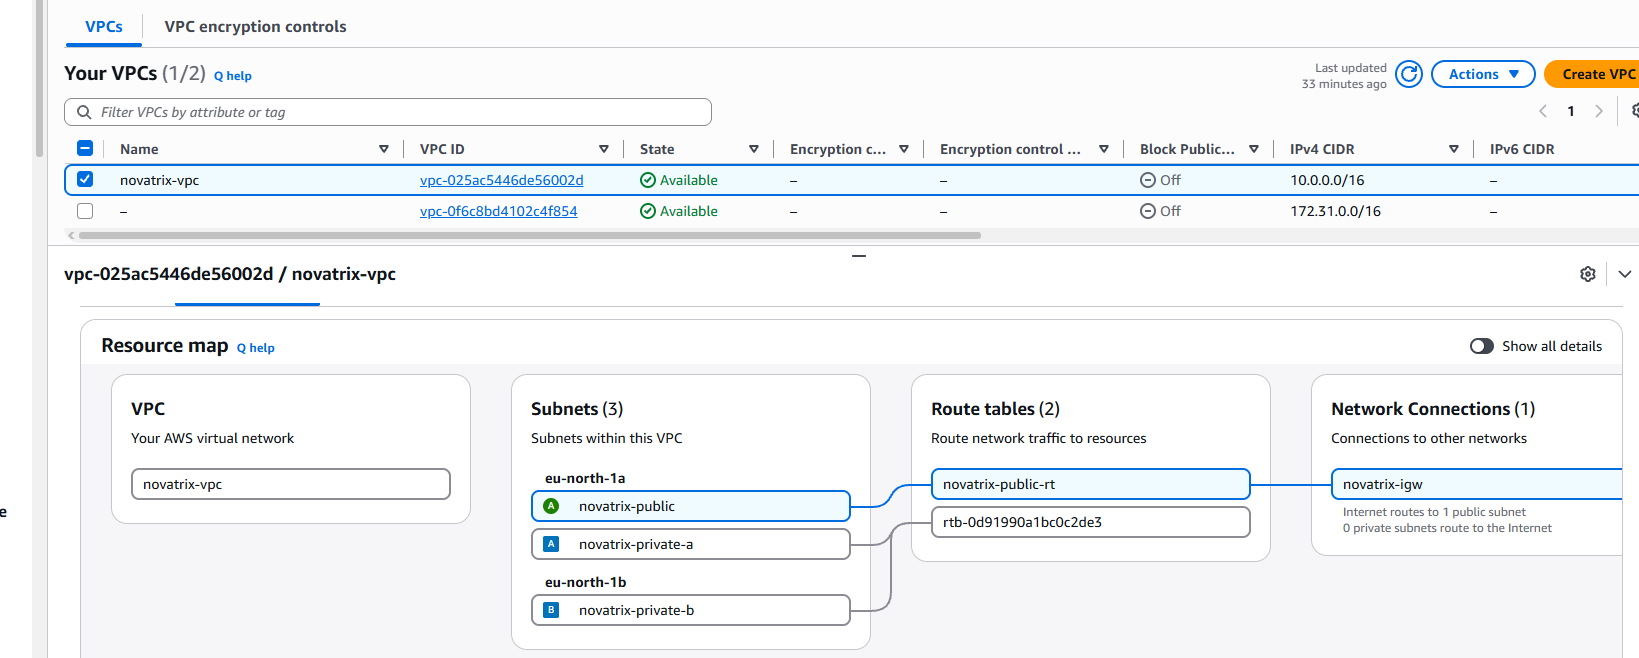 VPCs
VPC encryption controls
Your VPCs (1/2) Q help
Last updated
33 minutes ago
Actions
Create VPC
Filter VPCs by attribute or tag
1
Name VPC ID State Encryption c... Encryption control ... Block Public... IPv4 CIDR IPv6 CIDR
novatrix-vpc vpc-025ac5446de56002d Available – – Off 10.0.0.0/16 –
– vpc-0f6c8bd4102c4f854 Available – – Off 172.31.0.0/16 –
vpc-025ac5446de56002d / novatrix-vpc
Resource map Q help
Show all details
VPC
Your AWS virtual network
novatrix-vpc
Subnets (3)
Subnets within this VPC
eu-north-1a
A novatrix-public
A novatrix-private-a
eu-north-1b
B novatrix-private-b
Route tables (2)
Route network traffic to resources
novatrix-public-rt
rtb-0d91990a1bc0c2de3
Network Connections (1)
Connections to other networks
novatrix-igw
Internet routes to 1 public subnet
0 private subnets route to the Internet
e